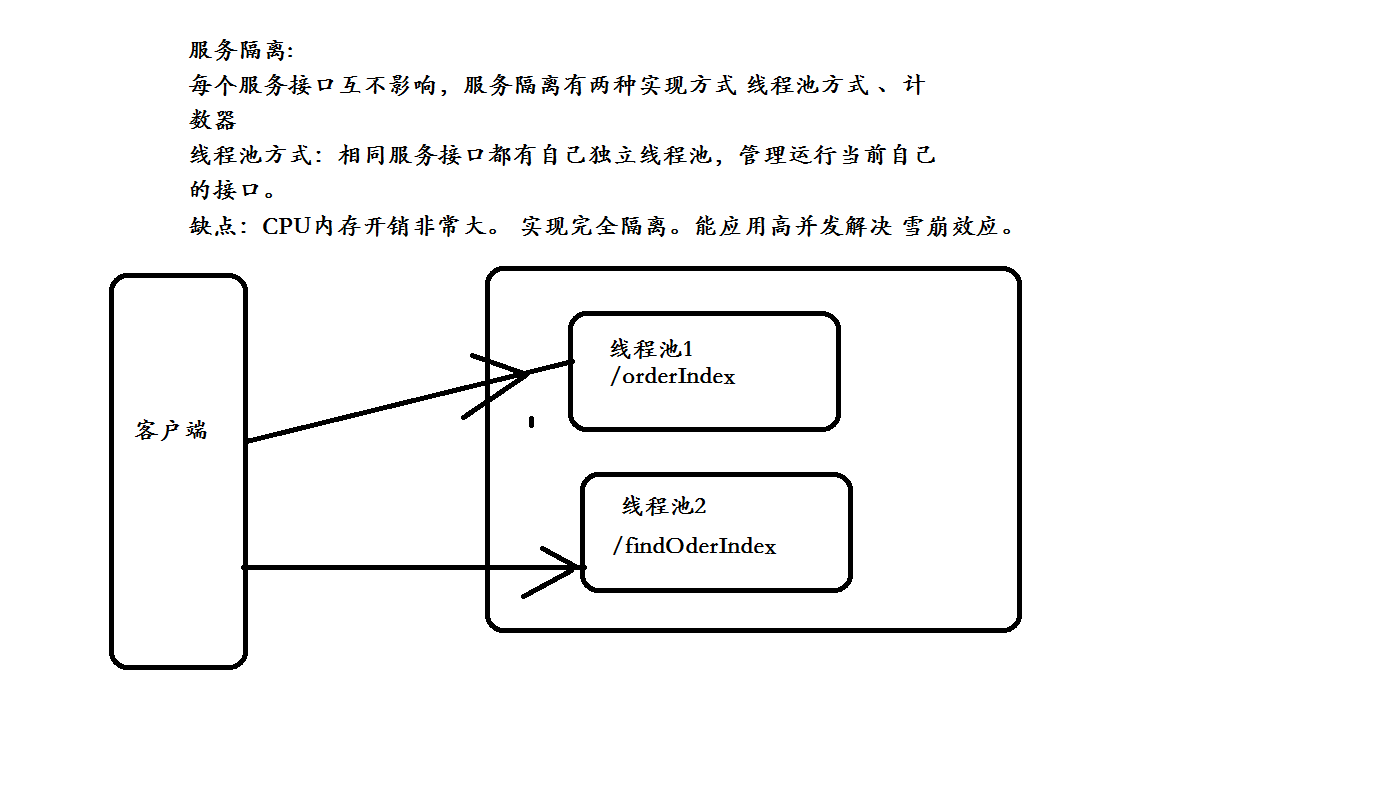 服务隔离:
每个服务接口互不影响，服务隔离有两种实现方式 线程池方式 、计
数器
线程池方式：相同服务接口都有自己独立线程池，管理运行当前自己
的接口。
缺点：CPU内存开销非常大。 实现完全隔离。能应用高并发解决 雪崩效应。
线程池1
/orderIndex
客户端
线程池2
/findOderIndex